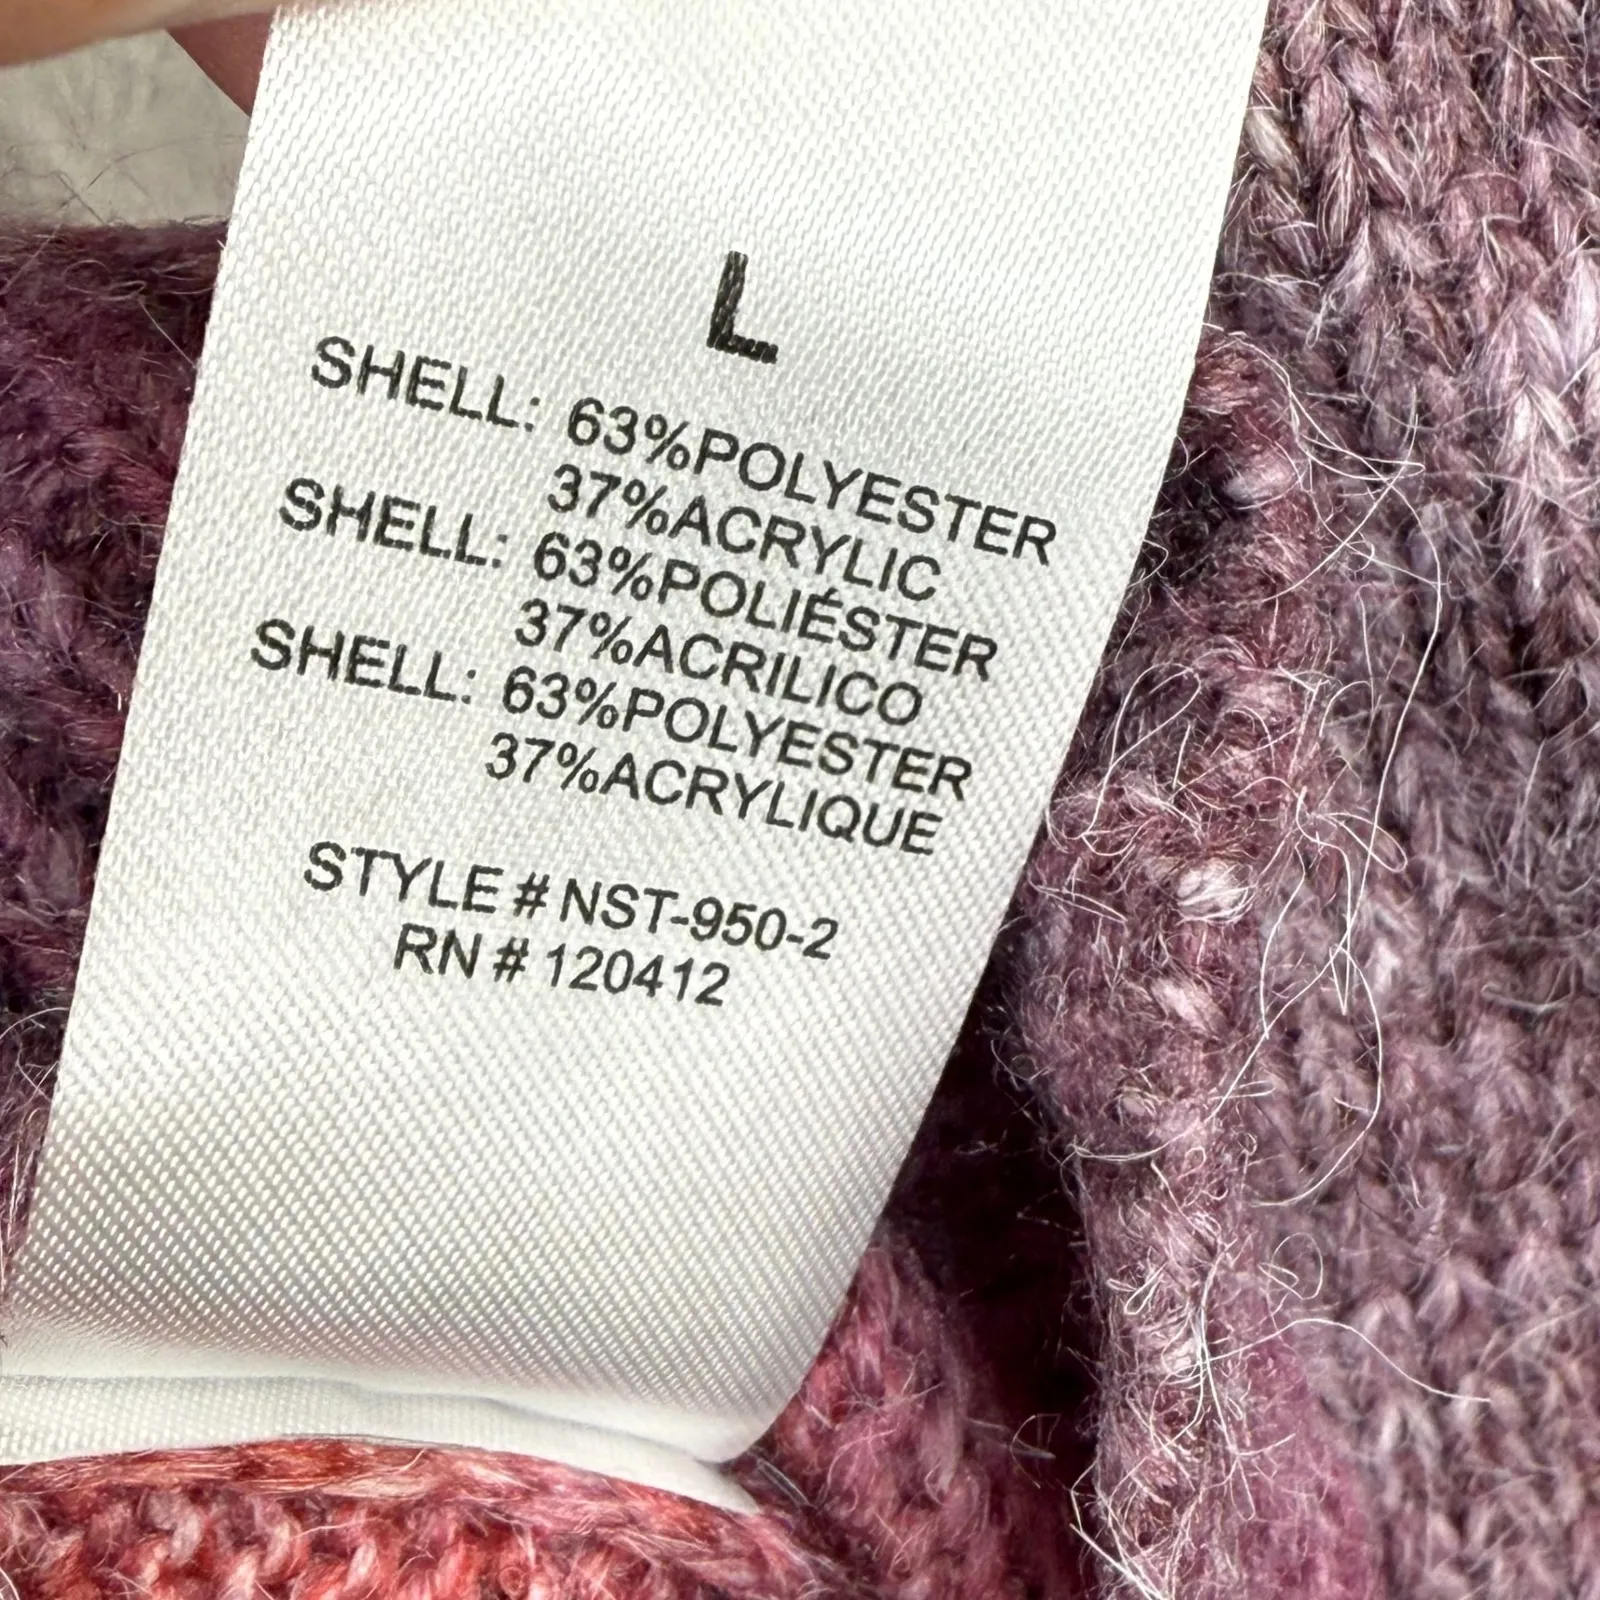 L
SHELL: 63%POLYESTER
37%ACRYLIC
SHELL: 63%POLIÉSTER
37%ACRILICO
SHELL: 63%POLYESTER
37%ACRYLIQUE
STYLE # NST-950-2
RN # 120412